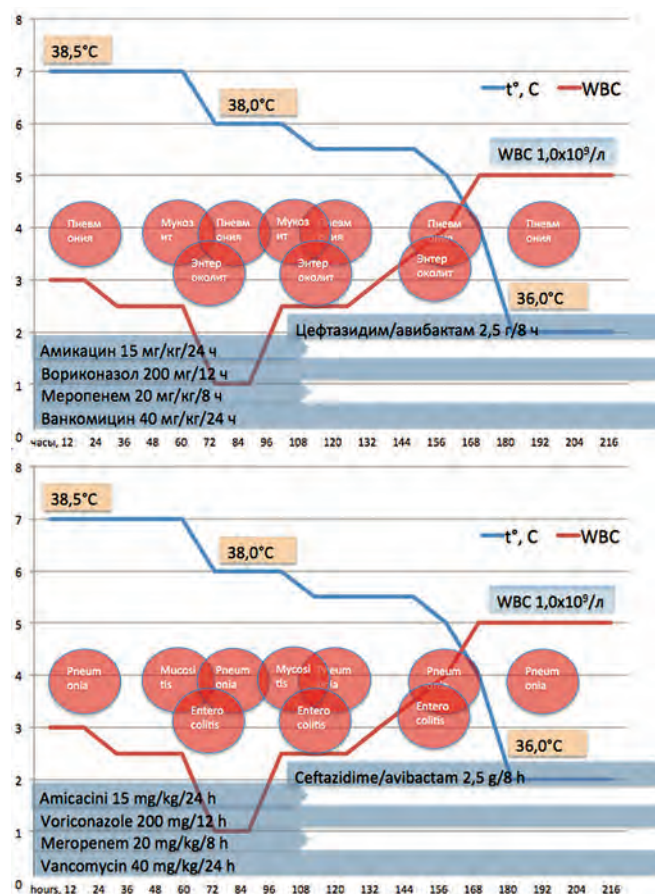 8
38,5°C
7
t°, C
WBC
38,0°C
6
WBC 1,0x10⁹/л
5
Пневм
ония
Мукоз
ит
Пневм
ония
Мукоз
ит
Пневм
ония
Пневм
ония
Пневм
ония
4
Энтер
околит
Энтер
околит
Энтер
околит
3
36,0°C
Цефтазидим/авибактам 2,5 г/8 ч
2
Амикацин 15 мг/кг/24 ч
Вориконазол 200 мг/12 ч
1
Меропенем 20 мг/кг/8 ч
Ванкомицин 40 мг/кг/24 ч
0
часы, 12 24 36 48 60 72 84 96 108 120 132 144 156 180 192 204 216
8
38,5°C
7
t°, C
WBC
38,0°C
6
WBC 1,0x10⁹/л
5
Pneum
onia
Mucosi
tis
Pneum
onia
Mycosi
tis
Pneum
onia
Pneum
onia
Pneum
onia
4
Entero
colitis
Entero
colitis
Entero
colitis
3
36,0°C
2
Ceftazidime/avibactam 2,5 g/8 h
Amicacini 15 mg/kg/24 h
Voriconazole 200 mg/12 h
1
Meropenem 20 mg/kg/8 h
Vancomycin 40 mg/kg/24 h
0
hours, 12 24 36 48 60 72 84 96 108 120 132 144 156 180 192 204 216